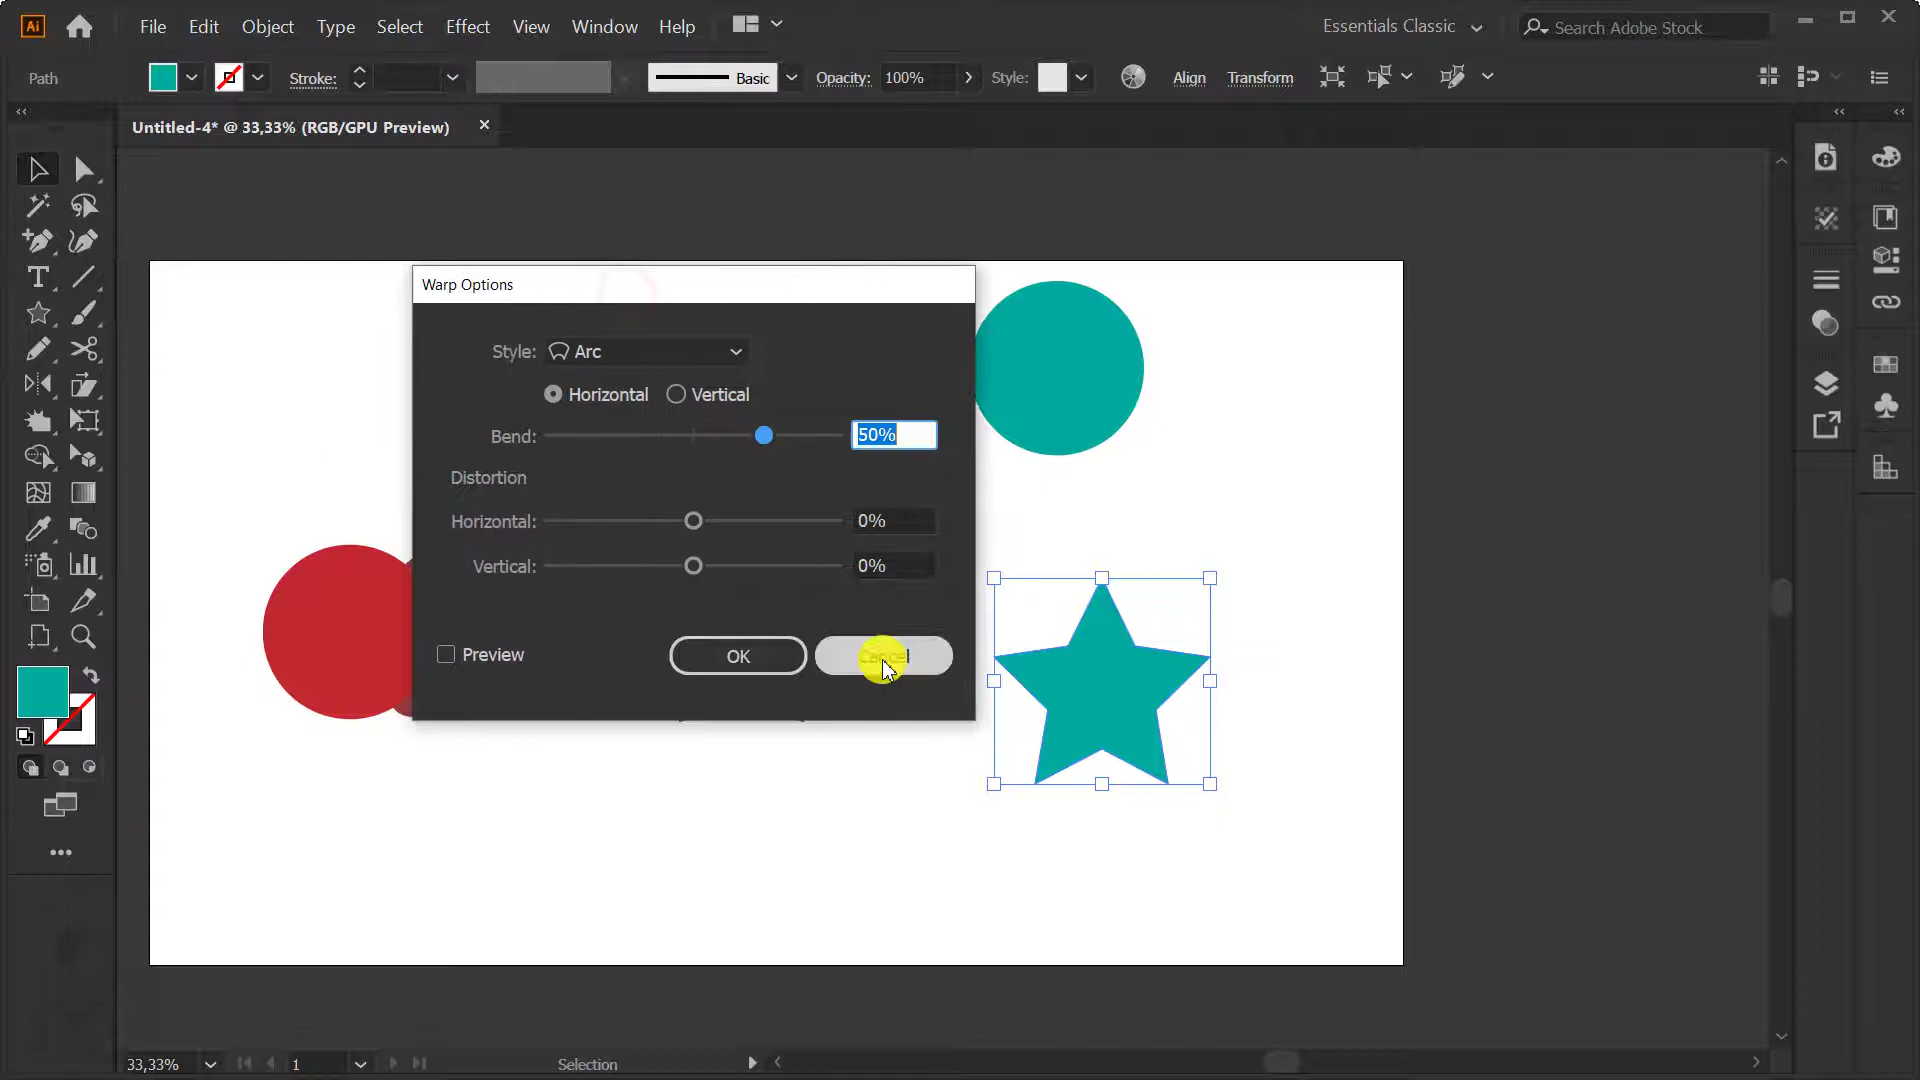 Ai File Edit Object Type Select Effect View Window Help Essentials Classic Search Adobe Stock
Path Stroke: Basic Opacity: 100% Style: Align Transform
Untitled-4* @ 33,33% (RGB/GPU Preview)
Warp Options
Style: Arc
Horizontal Vertical
Bend: 50%
Distortion
Horizontal: 0%
Vertical: 0%
Preview OK Cancel
33,33% 1 Selection